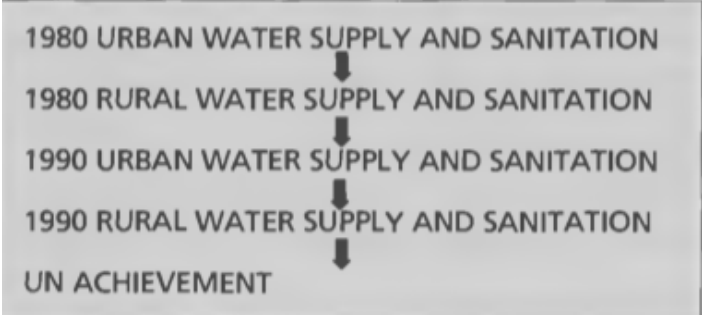 1980 URBAN WATER SUPPLY AND SANITATION
1980 RURAL WATER SUPPLY AND SANITATION
1990 URBAN WATER SUPPLY AND SANITATION
1990 RURAL WATER SUPPLY AND SANITATION
UN ACHIEVEMENT